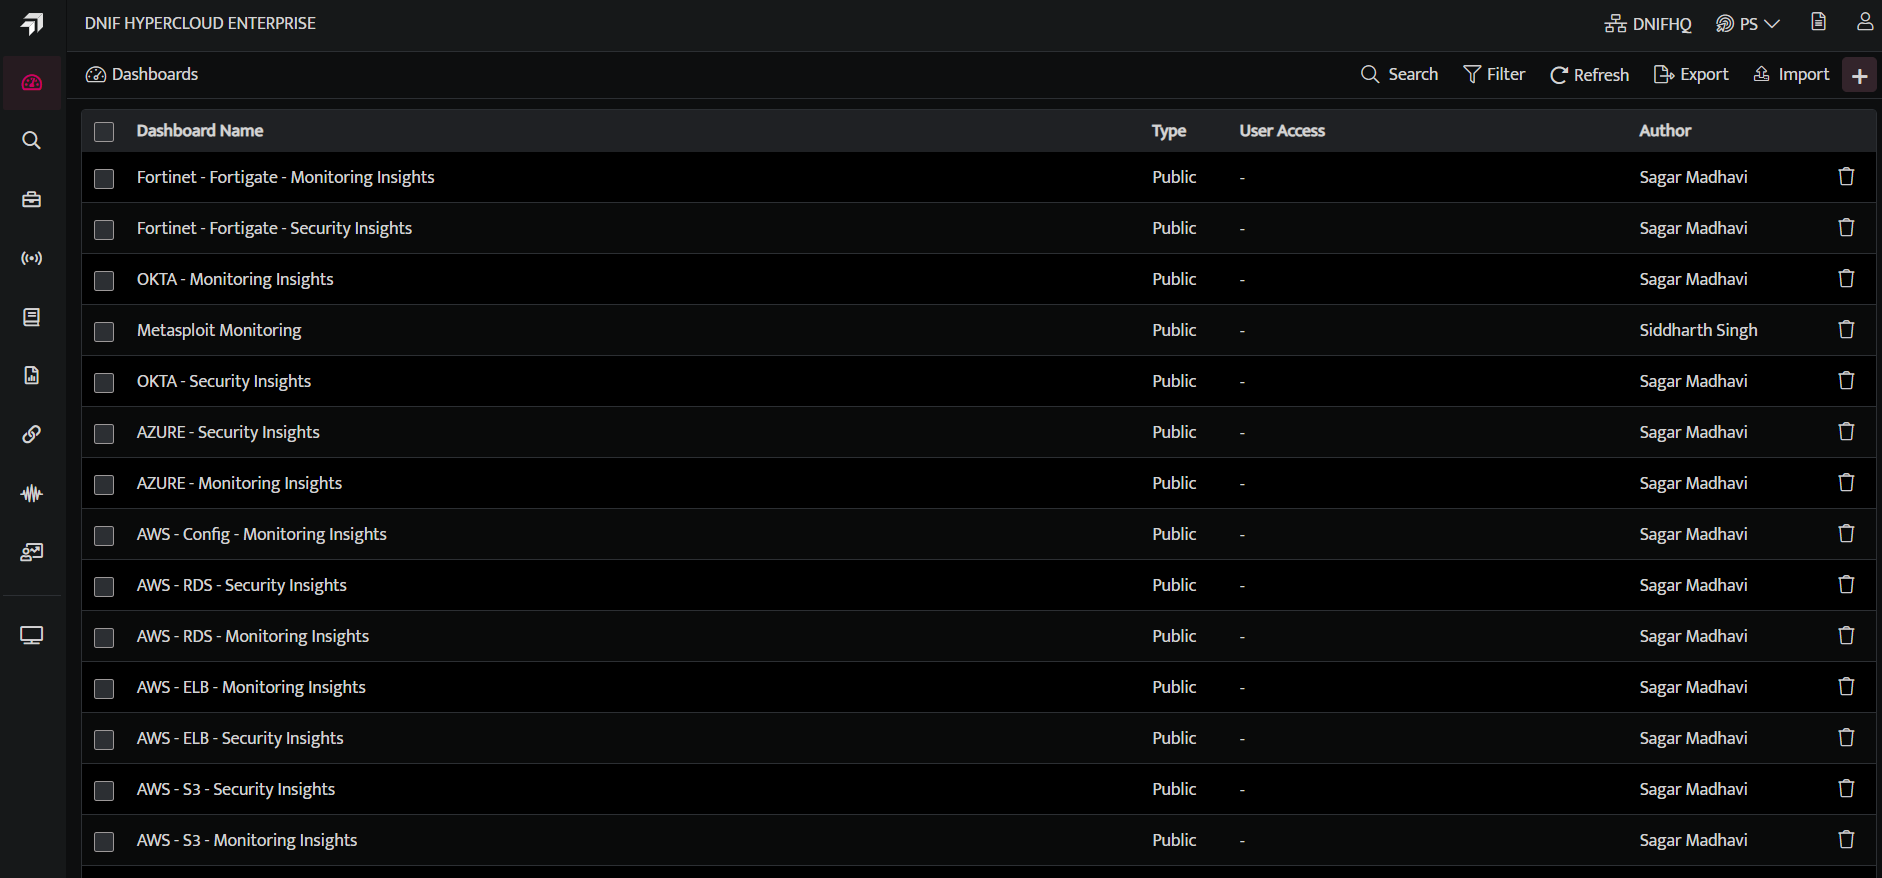 DNIF HYPERCLOUD ENTERPRISE DNIFHQ PS
Dashboards Search Filter Refresh Export Import
Dashboard Name Type User Access Author
Fortinet - Fortigate - Monitoring Insights Public - Sagar Madhavi
Fortinet - Fortigate - Security Insights Public - Sagar Madhavi
OKTA - Monitoring Insights Public - Sagar Madhavi
Metasploit Monitoring Public - Siddharth Singh
OKTA - Security Insights Public - Sagar Madhavi
AZURE - Security Insights Public - Sagar Madhavi
AZURE - Monitoring Insights Public - Sagar Madhavi
AWS - Config - Monitoring Insights Public - Sagar Madhavi
AWS - RDS - Security Insights Public - Sagar Madhavi
AWS - RDS - Monitoring Insights Public - Sagar Madhavi
AWS - ELB - Monitoring Insights Public - Sagar Madhavi
AWS - ELB - Security Insights Public - Sagar Madhavi
AWS - S3 - Security Insights Public - Sagar Madhavi
AWS - S3 - Monitoring Insights Public - Sagar Madhavi